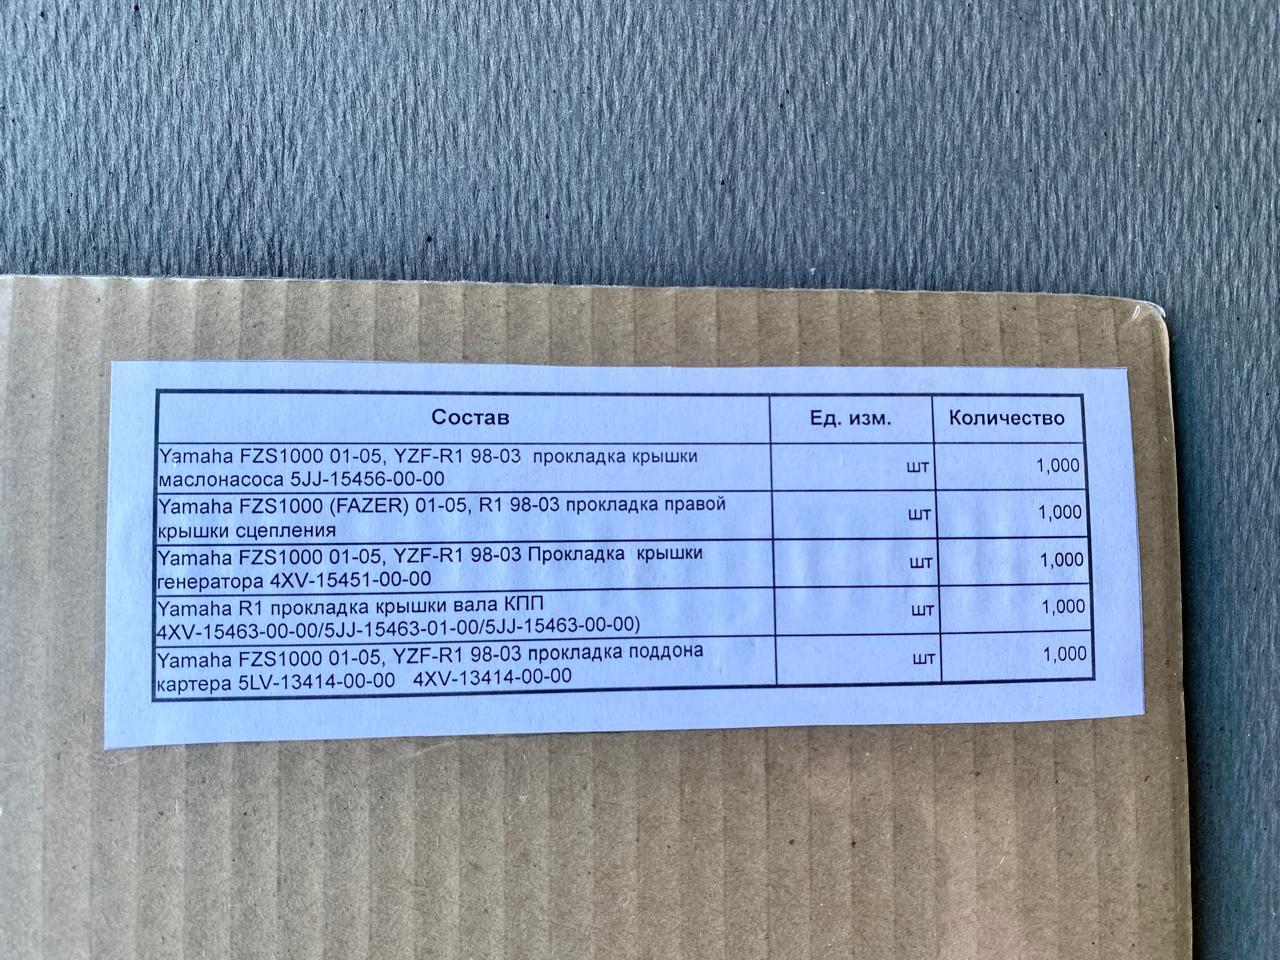 Состав Ед. изм. Количество
Yamaha FZS1000 01-05, YZF-R1 98-03 прокладка крышки
маслонасоса 5JJ-15456-00-00 шт 1,000
Yamaha FZS1000 (FAZER) 01-05, R1 98-03 прокладка правой
крышки сцепления шт 1,000
Yamaha FZS1000 01-05, YZF-R1 98-03 Прокладка крышки
генератора 4XV-15451-00-00 шт 1,000
Yamaha R1 прокладка крышки вала КПП
4XV-15463-00-00/5JJ-15463-01-00/5JJ-15463-00-00) шт 1,000
Yamaha FZS1000 01-05, YZF-R1 98-03 прокладка поддона
картера 5LV-13414-00-00 4XV-13414-00-00 шт 1,000